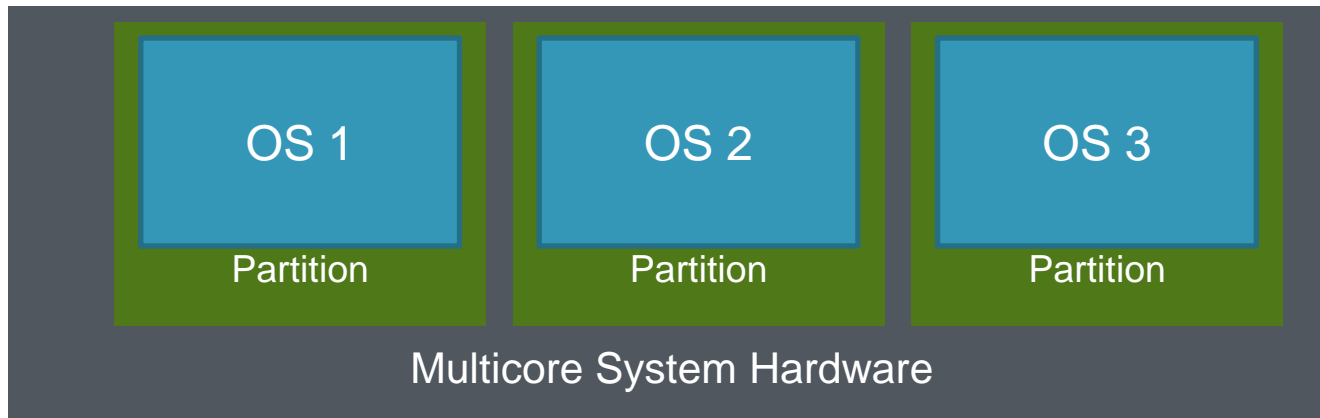 OS 1
OS 2
OS 3
Partition
Partition
Partition
Multicore System Hardware